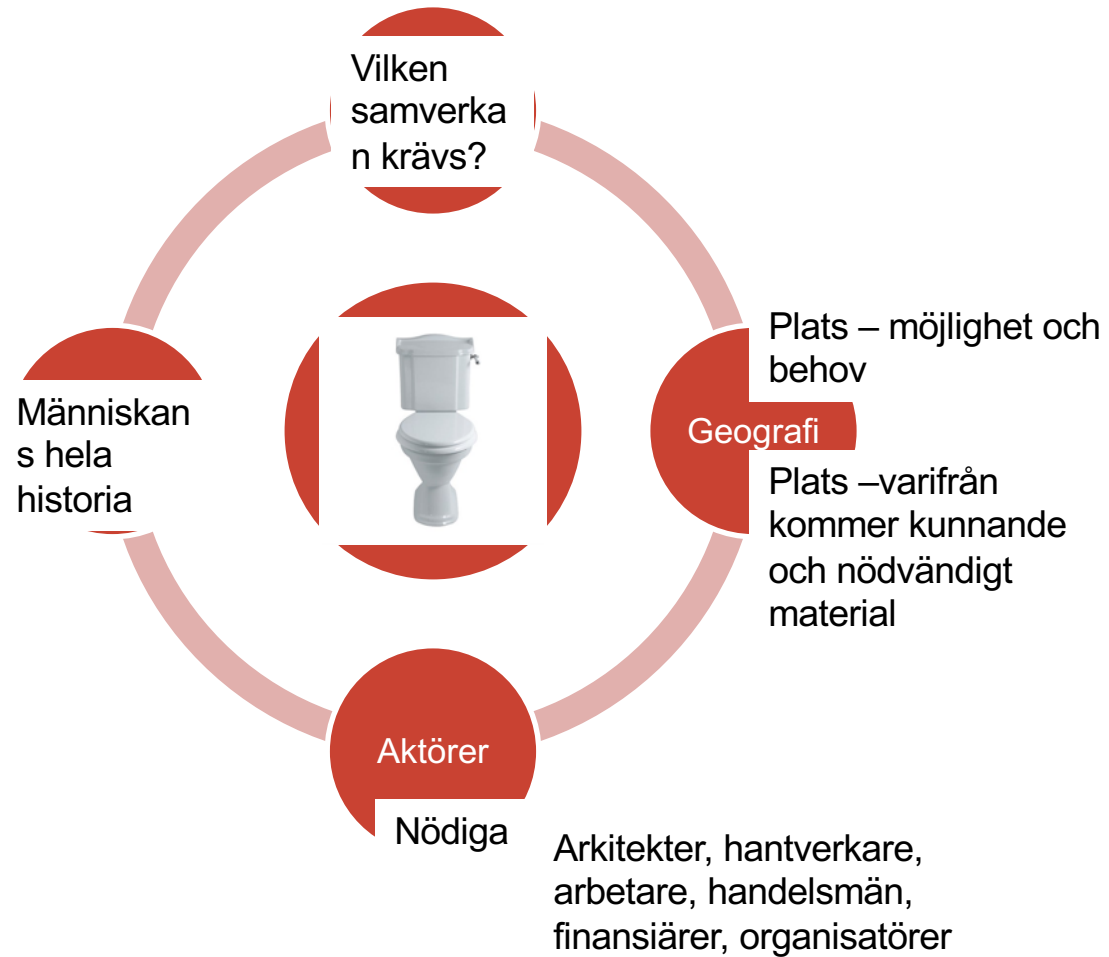 Vilken
samverka
n krävs?
Plats – möjlighet och
behov
Geografi
Plats –varifrån
kommer kunnande
och nödvändigt
material
Människan
s hela
historia
Aktörer
Nödiga
Arkitekter, hantverkare,
arbetare, handelsmän,
finansiärer, organisatörer